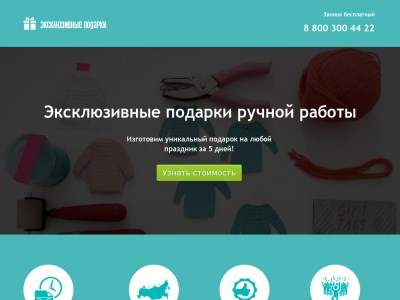 Звонок бесплатный
эксклюзивные подарки
8 800 300 44 22
Эксклюзивные подарки ручной работы
Изготовим уникальный подарок на любой
праздник за 5 дней!
Узнать стоимость